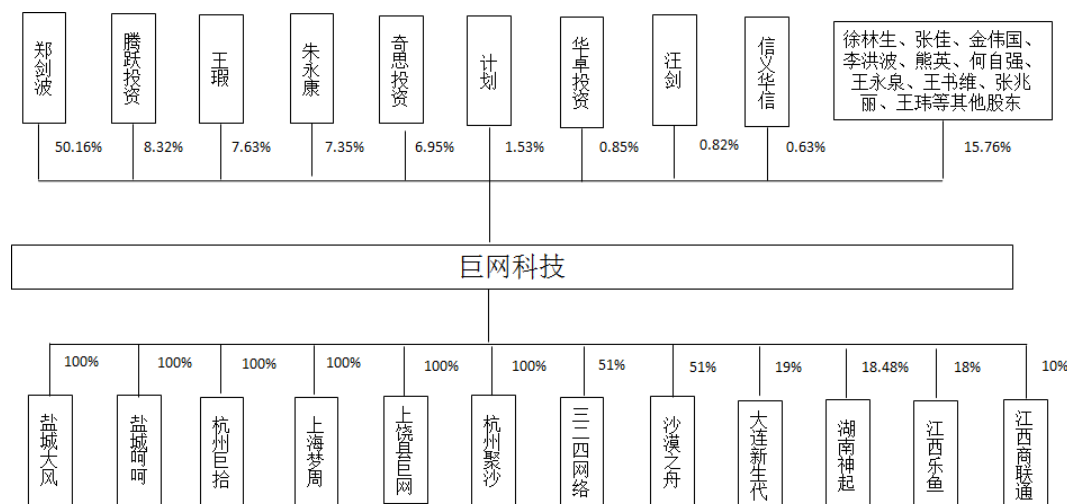 郑剑波
腾跃投资
王瑕
朱永康
奇思投资
计划
华卓投资
汪剑
信义华信
徐林生、张佳、金伟国、
李洪波、熊英、何自强、
王永泉、王书维、张兆
丽、王玮等其他股东
50.16%
8.32%
7.63%
7.35%
6.95%
1.53%
0.85%
0.82%
0.63%
15.76%
巨网科技
100%
100%
100%
100%
100%
100%
51%
51%
19%
18.48%
18%
10%
盐城大风
盐城呵呵
杭州巨拾
上海梦周
上饶县巨网
杭州聚沙
三二四网络
沙漠之舟
大连新生代
湖南神起
江西乐鱼
江西商联通